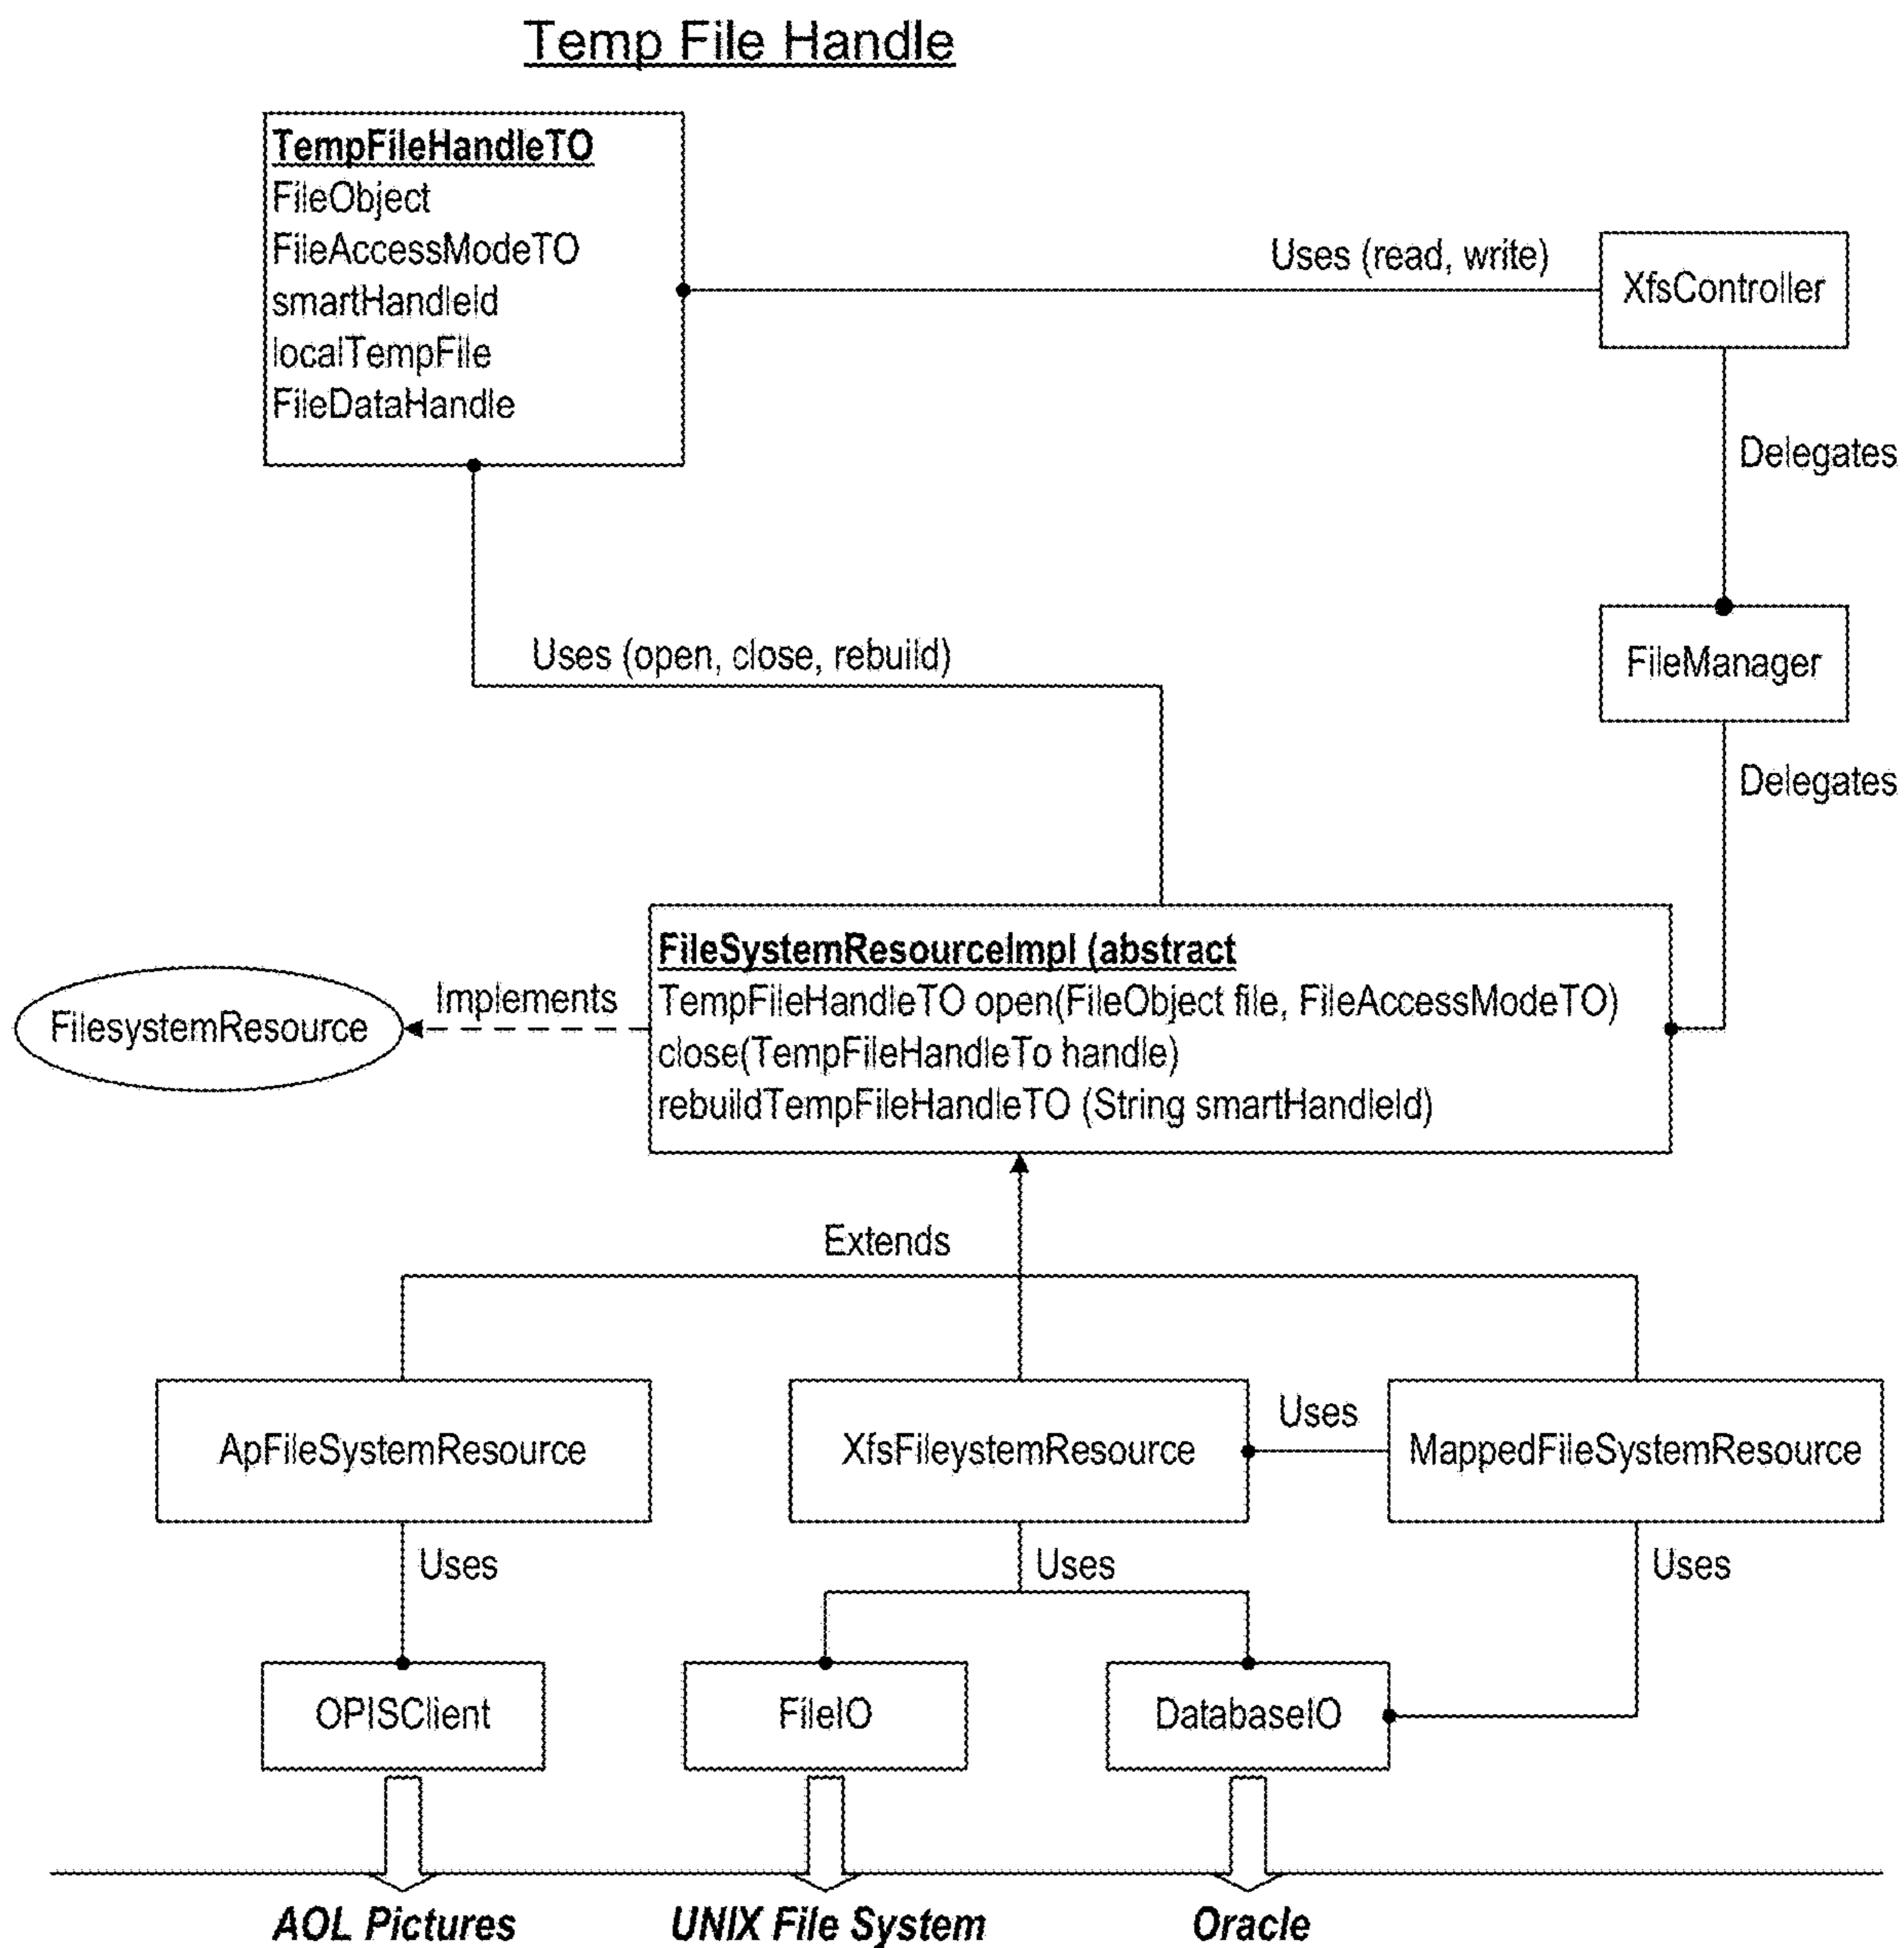 Temp File Handle
TempFileHandleTO
FileObject
FileAccessModeTO
smartHandleId
localTempFile
FileDataHandle
Uses (read, write)
XfsController
Delegates
FileManager
Uses (open, close, rebuild)
Delegates
FileSystemResourceImpl (abstract
TempFileHandleTO open(FileObject file, FileAccessModeTO)
close(TempFileHandleTo handle)
rebuildTempFileHandleTO (String smartHandleId)
Implements
FilesystemResource
Extends
ApFileSystemResource
XfsFileystemResource
Uses
MappedFileSystemResource
Uses
Uses
Uses
OPISClient
FileIO
DatabaseIO
AOL Pictures
UNIX File System
Oracle